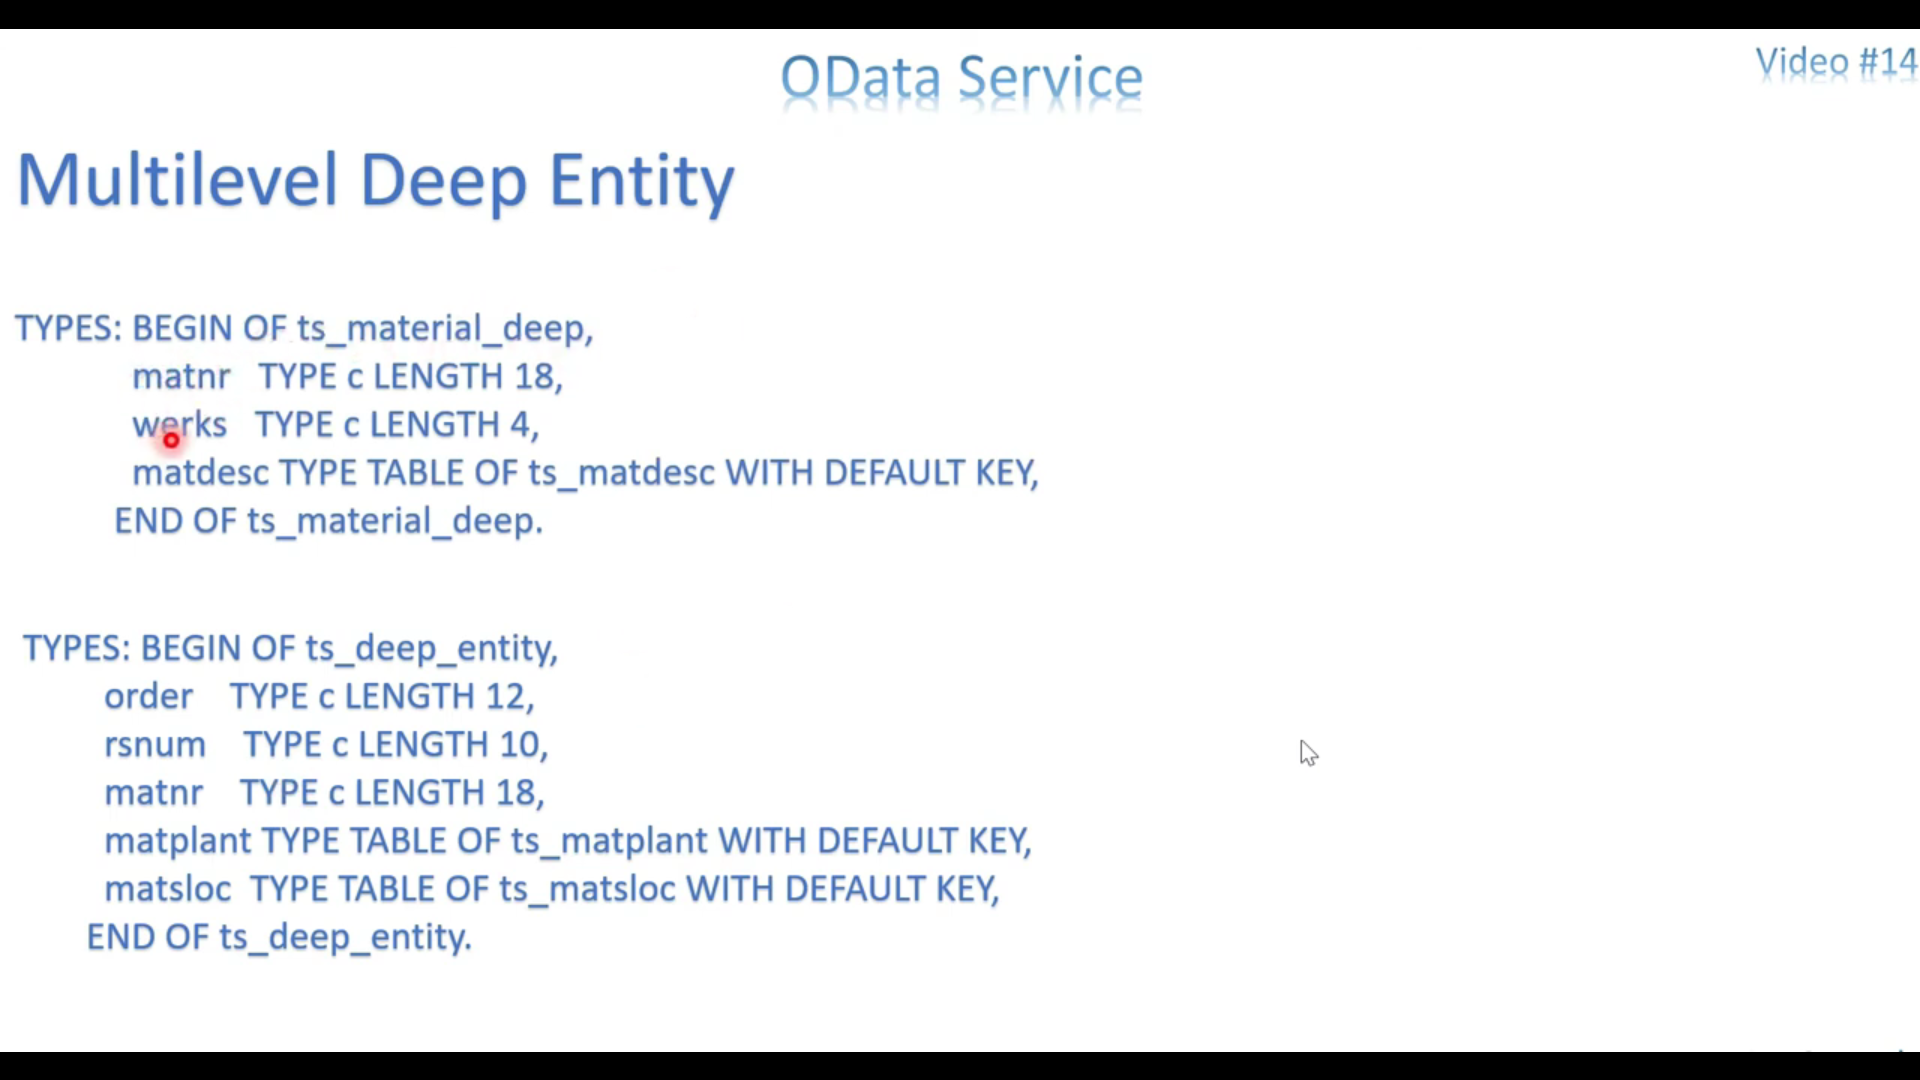 OData Service
Video #14
Multilevel Deep Entity
TYPES: BEGIN OF ts_material_deep,
matnr TYPE c LENGTH 18,
werks TYPE c LENGTH 4,
matdesc TYPE TABLE OF ts_matdesc WITH DEFAULT KEY,
END OF ts_material_deep.
TYPES: BEGIN OF ts_deep_entity,
order TYPE c LENGTH 12,
rsnum TYPE c LENGTH 10,
matnr TYPE c LENGTH 18,
matplant TYPE TABLE OF ts_matplant WITH DEFAULT KEY,
matsloc TYPE TABLE OF ts_matsloc WITH DEFAULT KEY,
END OF ts_deep_entity.